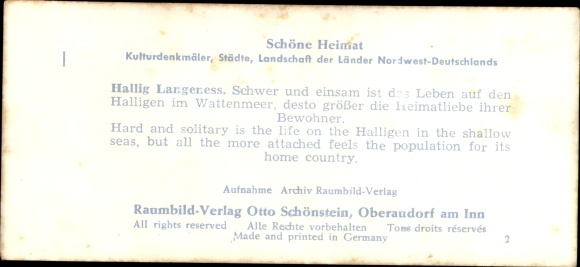 Schöne Heimat
Kulturdenkmäler, Städte, Landschaft der Länder Nordwest-Deutschlands
Hallig Langeness. Schwer und einsam ist das Leben auf den
Halligen im Wattenmeer, desto größer die Heimatliebe ihrer
Bewohner.
Hard and solitary is the life on the Halligen in the shallow
seas, but all the more attached feels the population for its
home country.
Aufnahme Archiv Raumbild-Verlag
Raumbild-Verlag Otto Schönstein, Oberaudorf am Inn
All rights reserved Alle Rechte vorbehalten Tous droits réservés
Made and printed in Germany
2